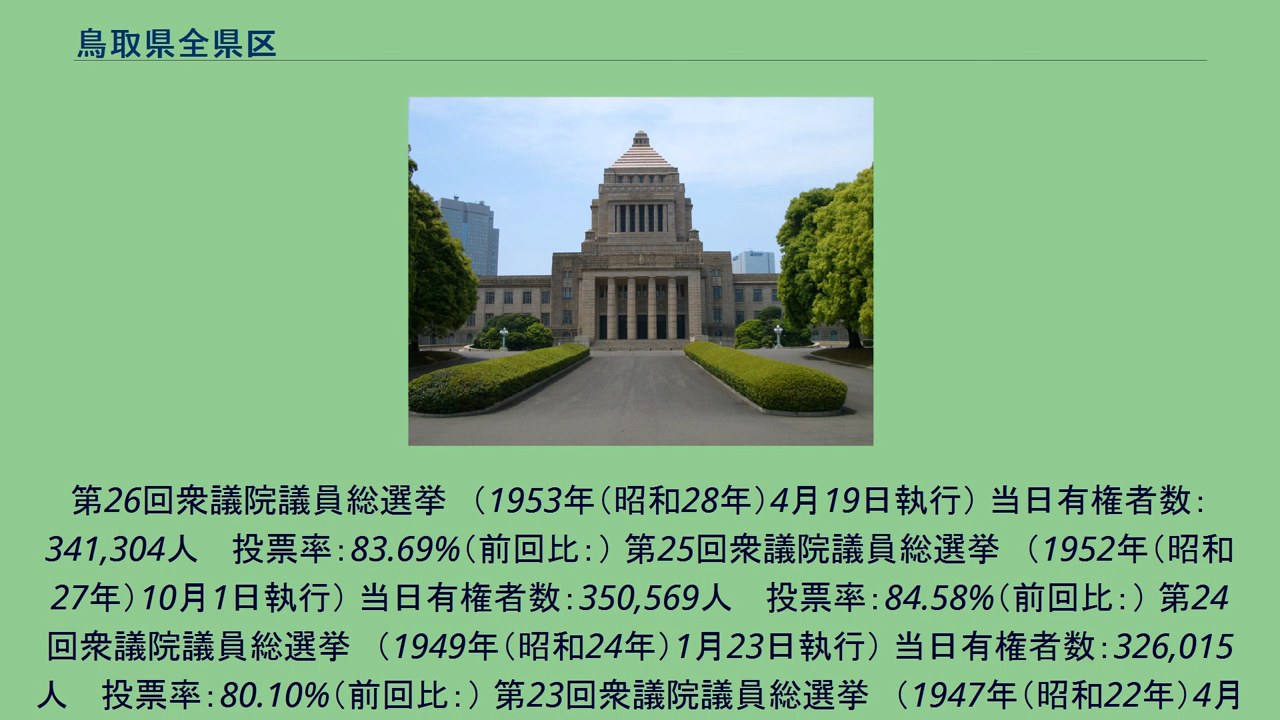 鳥取県全県区
第26回衆議院議員総選挙　（1953年（昭和28年）4月19日執行） 当日有権者数：
341,304人　投票率：83.69%（前回比：） 第25回衆議院議員総選挙　（1952年（昭和
27年）10月1日執行） 当日有権者数：350,569人　投票率：84.58%（前回比：） 第24
回衆議院議員総選挙　（1949年（昭和24年）1月23日執行） 当日有権者数：326,015
人　投票率：80.10%（前回比：） 第23回衆議院議員総選挙　（1947年（昭和22年）4月